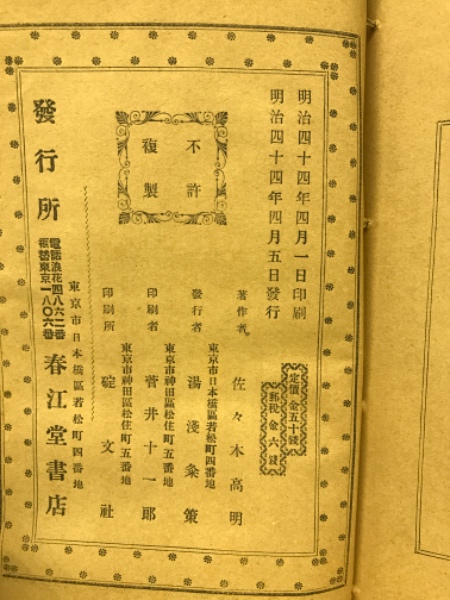 明治四十四年四月一日印刷
明治四十四年四月五日發行
不許
複製
定價金五十錢
郵税金六錢
著作者 佐々木高明
東京市日本橋區若松町四番地
發行者 湯淺粂策
東京市神田區松住町五番地
印刷者 菅井十一郎
東京市神田區松住町五番地
印刷所 碇文社
東京市日本橋區若松町四番地
發行所 春江堂書店
電話浪花四八六二番
振替東京一八〇六番